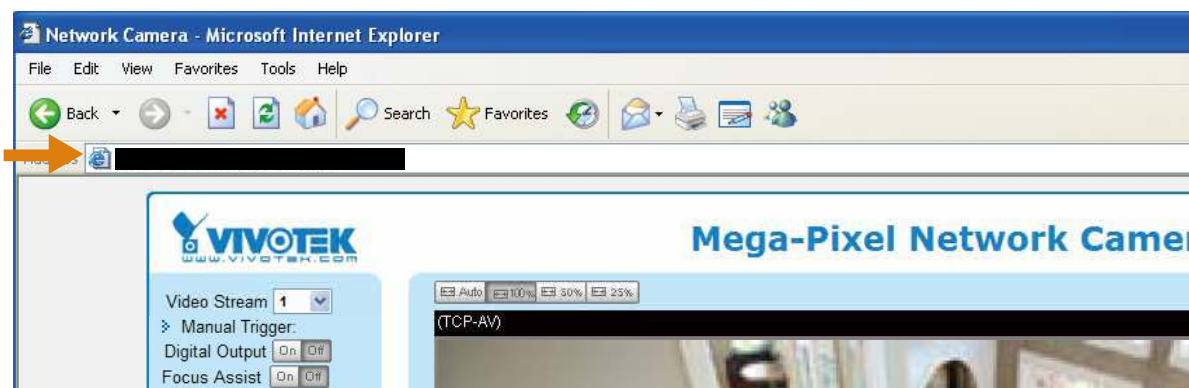 Network Camera - Microsoft Internet Explorer
File Edit View Favorites Tools Help
Back Search Favorites
VIVOTEK
www.vivotek.com
Mega-Pixel Network Came
Auto 100% 50% 25%
Video Stream 1
(TCP-AV)
Manual Trigger:
Digital Output On Off
Focus Assist On Off